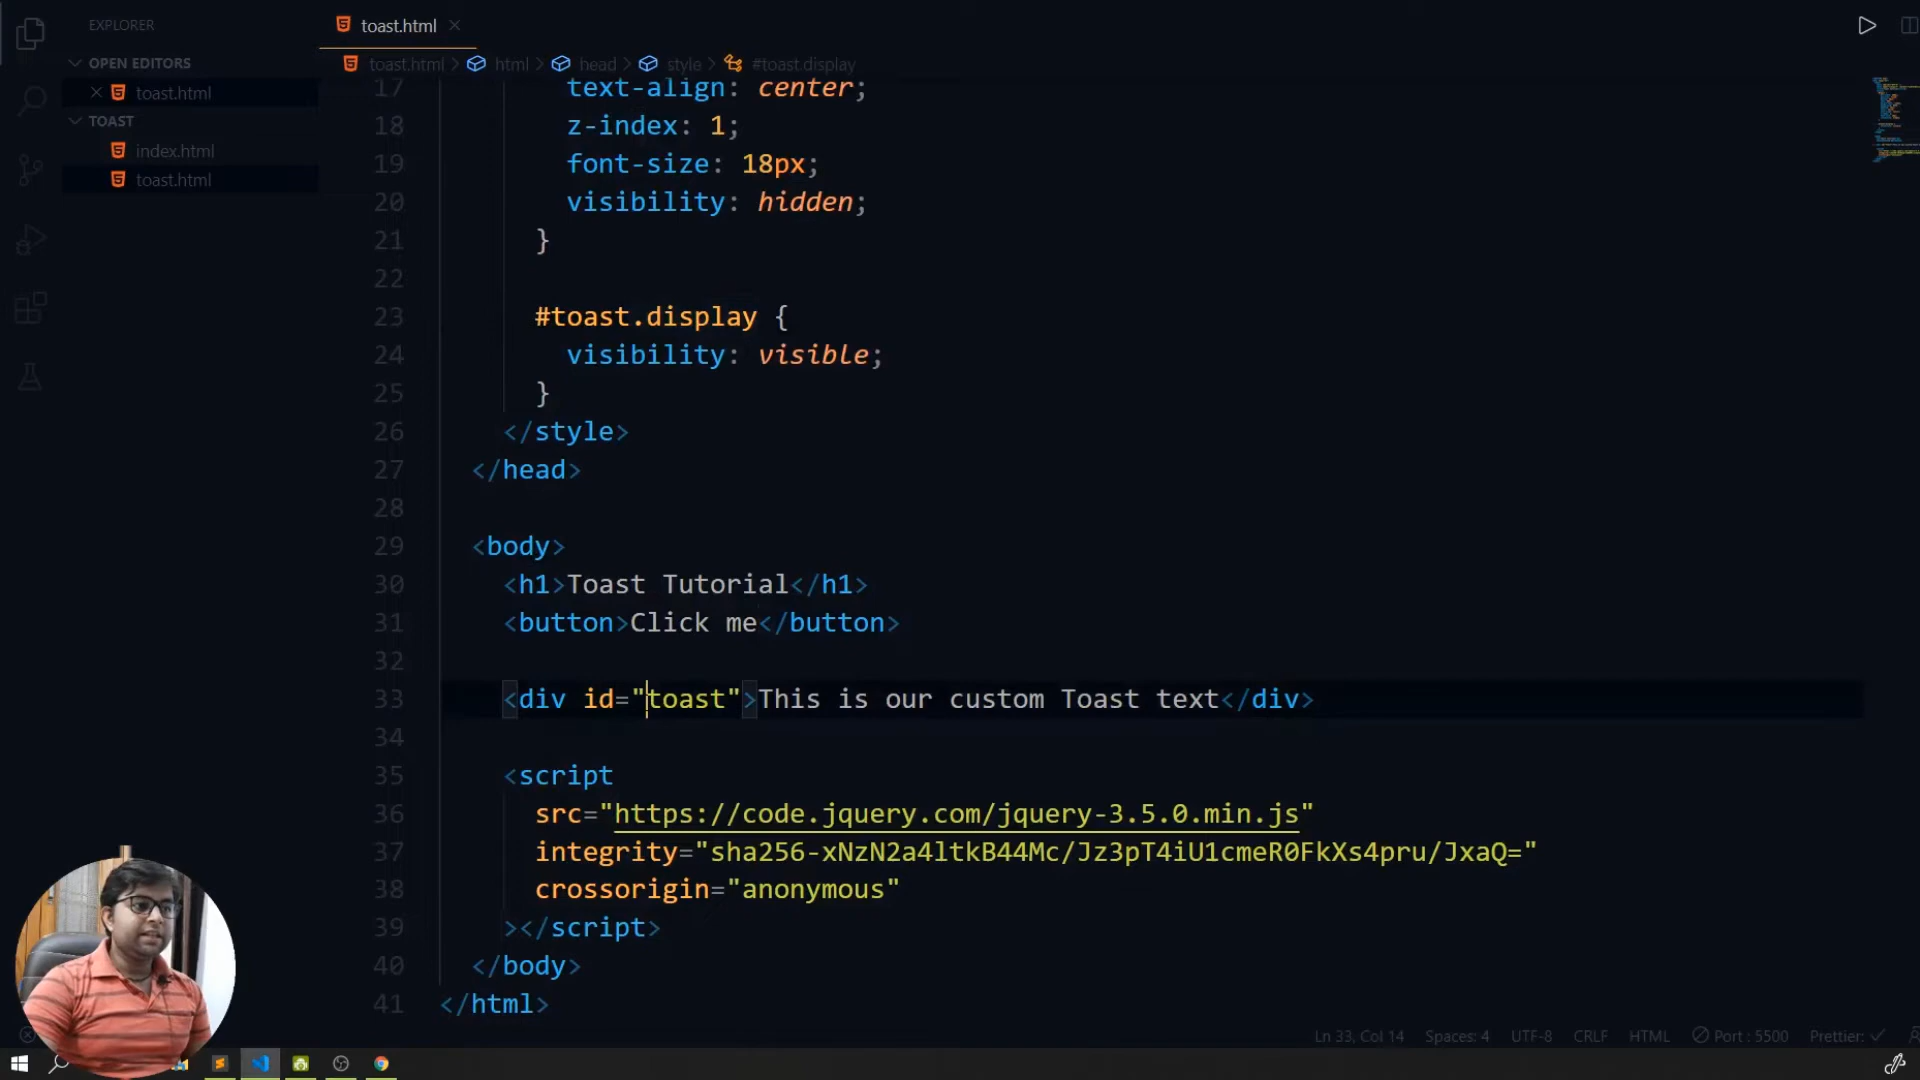 EXPLORER
OPEN EDITORS
toast.html
TOAST
index.html
toast.html
toast.html
toast.html > html > head > style > #toast.display
17 text-align: center;
18 z-index: 1;
19 font-size: 18px;
20 visibility: hidden;
21 }
22
23 #toast.display {
24 visibility: visible;
25 }
26 </style>
27 </head>
28
29 <body>
30 <h1>Toast Tutorial</h1>
31 <button>Click me</button>
32
33 <div id="toast">This is our custom Toast text</div>
34
35 <script
36 src="https://code.jquery.com/jquery-3.5.0.min.js"
37 integrity="sha256-xNzN2a4ltkB44Mc/Jz3pT4iU1cmeR0FkXs4pru/JxaQ="
38 crossorigin="anonymous"
39 ></script>
40 </body>
41 </html>
Ln 33, Col 14 Spaces: 4 UTF-8 CRLF HTML Port : 5500 Prettier: ✓